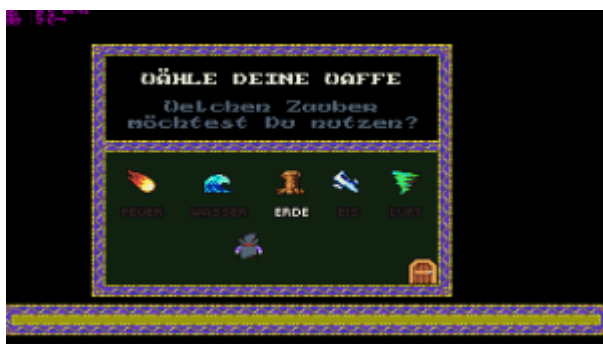 WÄHLE DEINE WAFFE
Welchen Zauber
möchtest Du nutzen?
FEUER WASSER ERDE EIS LUFT